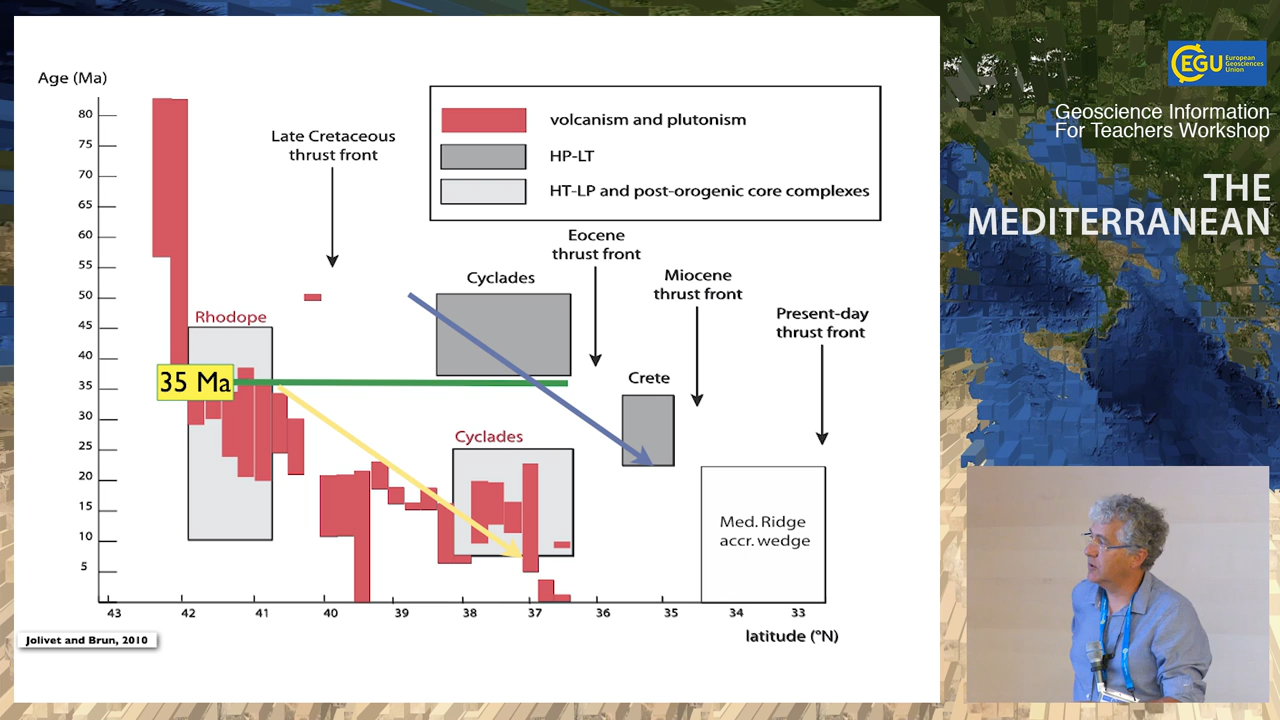 Age (Ma)
80
75
70
65
60
55
50
45
40
35
30
25
20
15
10
5
43
42
41
40
39
38
37
36
35
34
33
latitude (°N)
Late Cretaceous
thrust front
volcanism and plutonism
HP-LT
HT-LP and post-orogenic core complexes
Eocene
thrust front
Miocene
thrust front
Present-day
thrust front
Cyclades
Rhodope
35 Ma
Crete
Cyclades
Med. Ridge
accr. wedge
Jolivet and Brun, 2010
EGU
European
Geosciences
Union
Geoscience Information
For Teachers Workshop
THE
MEDITERRANEAN